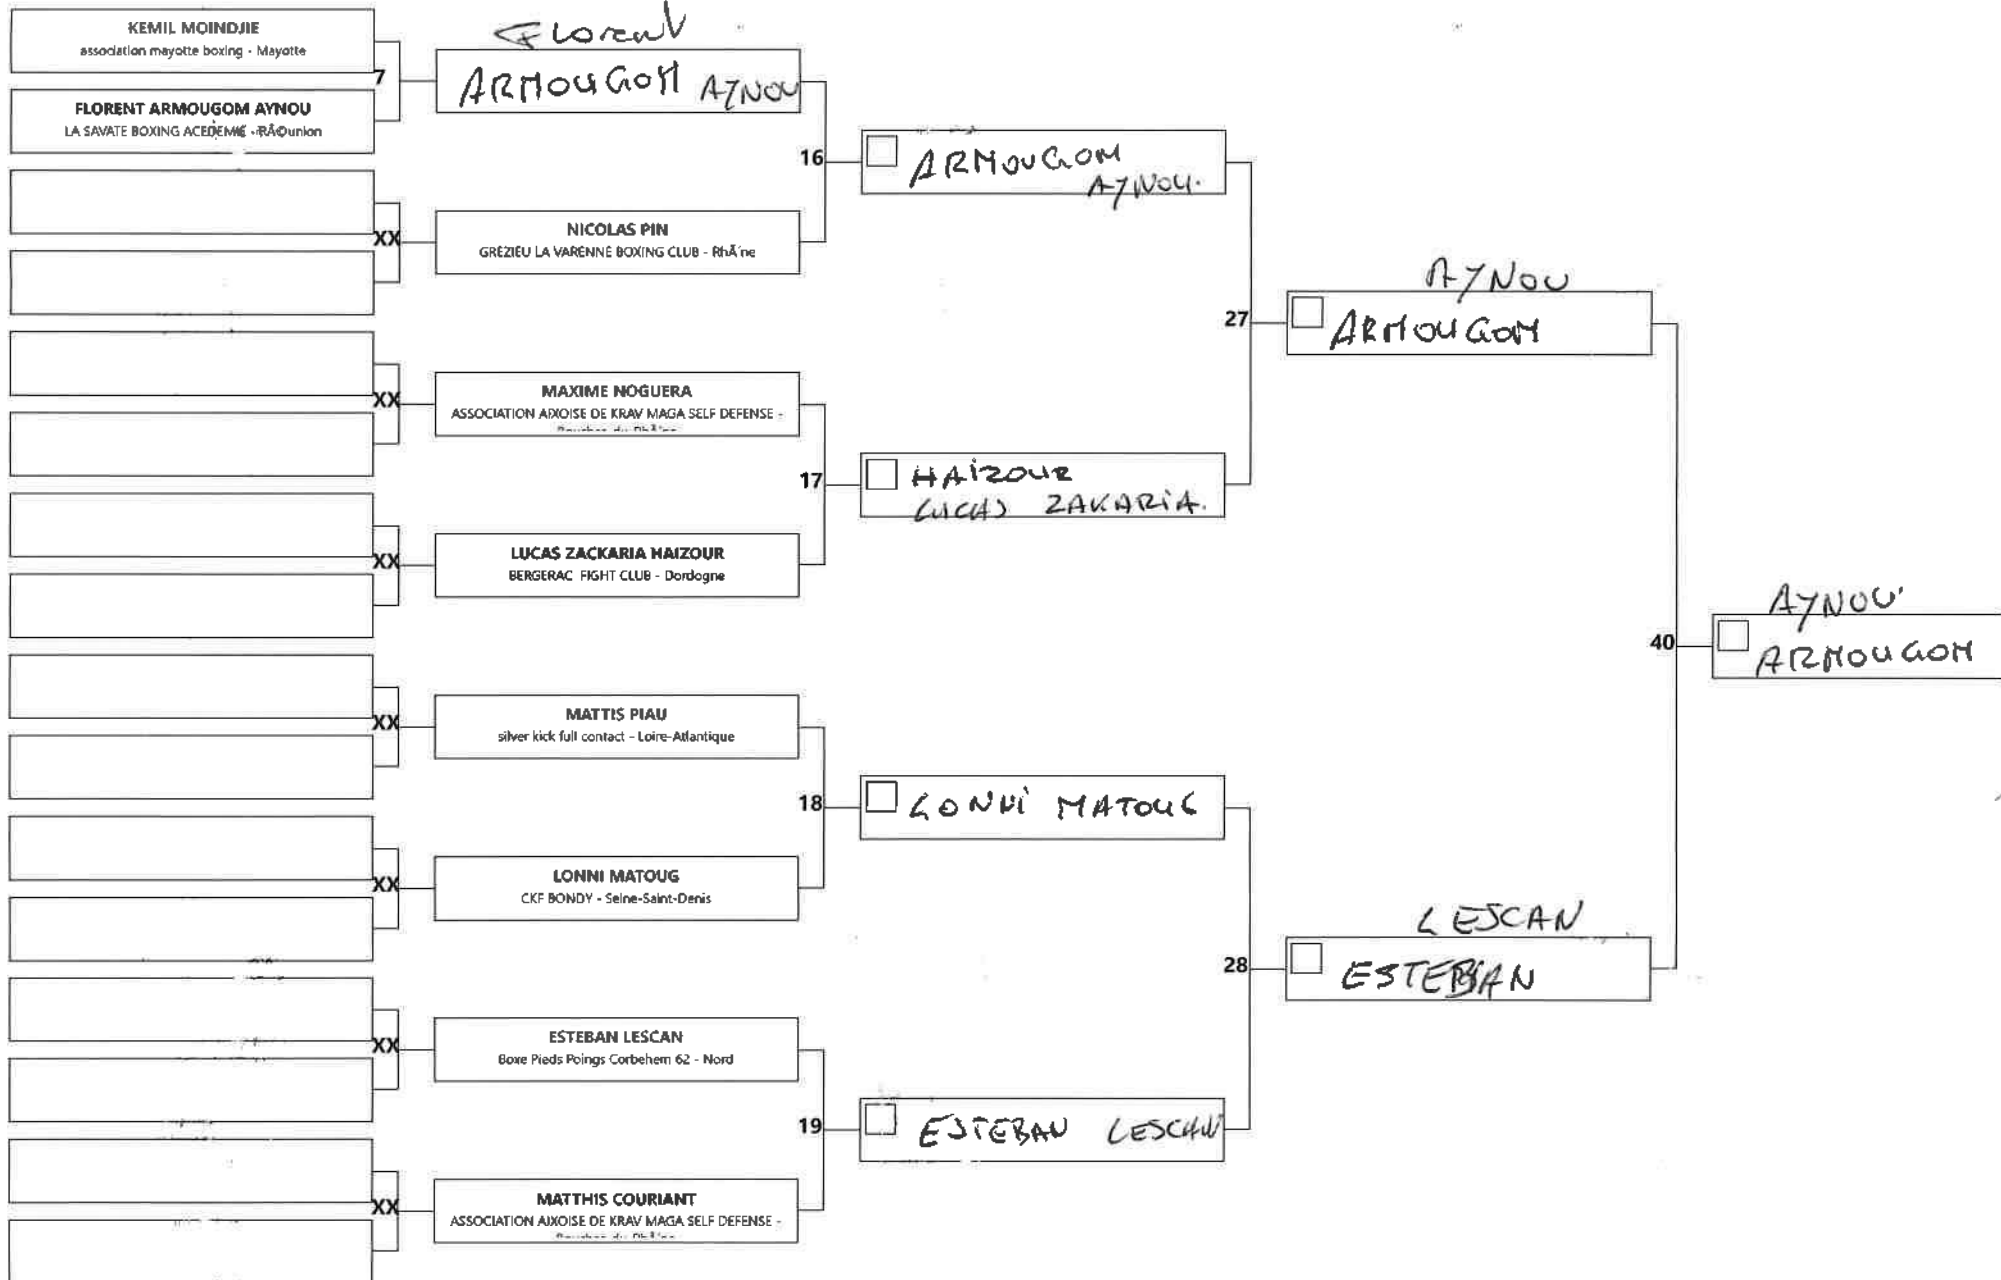 KEMIL MOINDJIE
association mayotte boxing - Mayotte
7
FLORENT ARMOUGOM AYNOU
LA SAVATE BOXING ACEDEMIE - RÃ©union
Florent
ARMOUGOM AYNOU
16
ARMOUGOM
AYNOU.
XX
NICOLAS PIN
GREZIEU LA VARENNE BOXING CLUB - RhÃ´ne
27
AYNOU
ARMOUGOM
XX
MAXIME NOGUERA
ASSOCIATION AIXOISE DE KRAV MAGA SELF DEFENSE -
17
HAIZOUR
LUCAS ZAKARIA.
XX
LUCAS ZACKARIA HAIZOUR
BERGERAC FIGHT CLUB - Dordogne
40
AYNOU
ARMOUGOM
XX
MATTIS PIAU
silver kick full contact - Loire-Atlantique
18
LONNI MATOUG
XX
LONNI MATOUG
CKF BONDY - Seine-Saint-Denis
28
LESCAN
ESTEBAN
XX
ESTEBAN LESCAN
Boxe Pieds Poings Corbehem 62 - Nord
19
ESTEBAN LESCAN
XX
MATTHIS COURIANT
ASSOCIATION AIXOISE DE KRAV MAGA SELF DEFENSE -